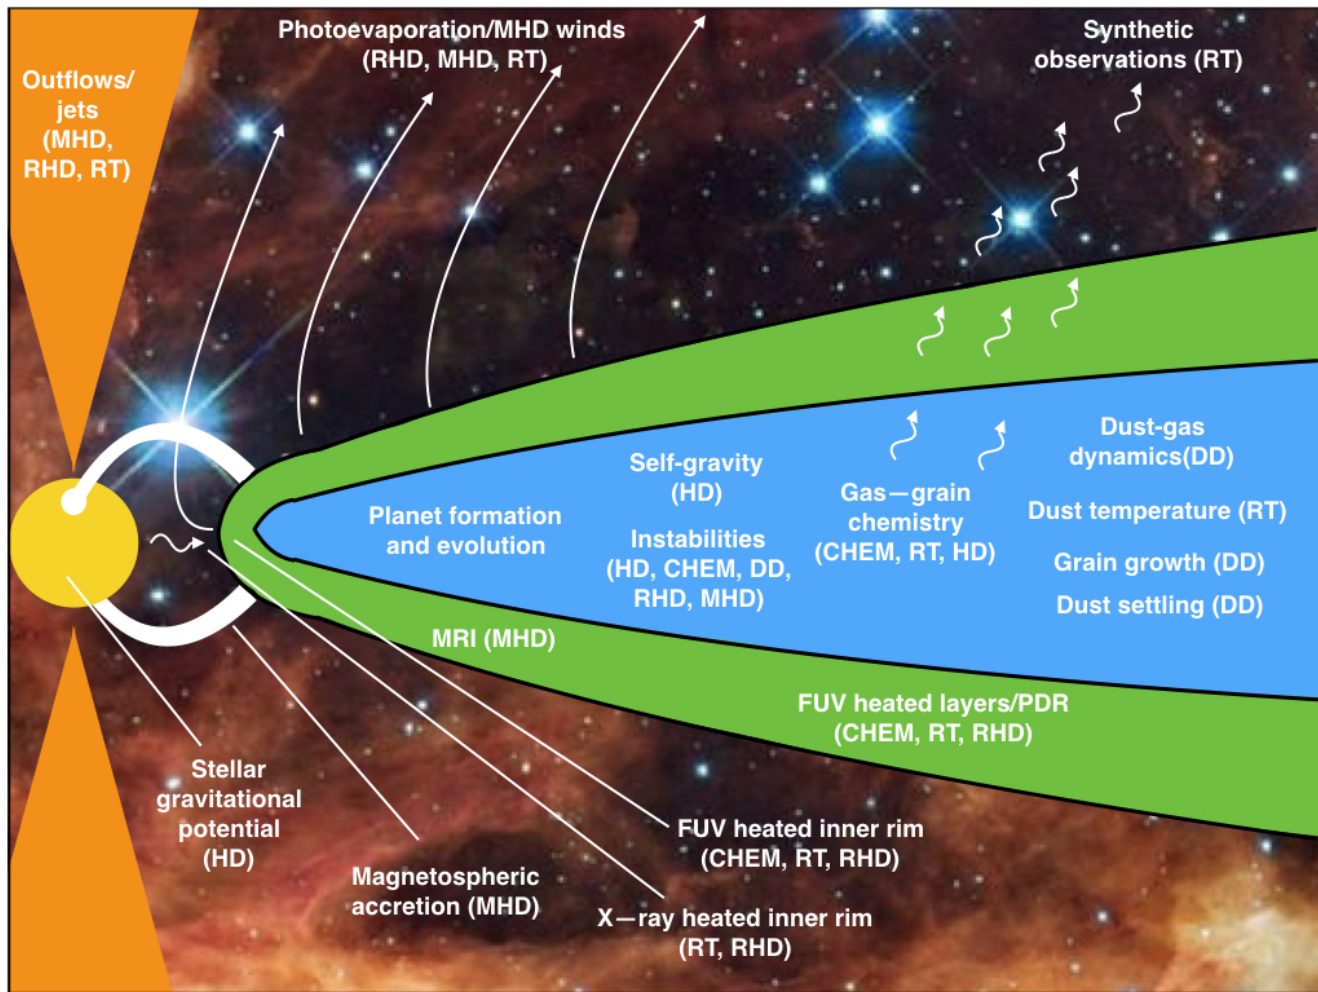 Photoevaporation/MHD winds
(RHD, MHD, RT)
Synthetic
observations (RT)
Outflows/
jets
(MHD,
RHD, RT)
Self-gravity
(HD)
Dust-gas
dynamics(DD)
Planet formation
and evolution
Instabilities
(HD, CHEM, DD,
RHD, MHD)
Gas—grain
chemistry
(CHEM, RT, HD)
Dust temperature (RT)
Grain growth (DD)
Dust settling (DD)
MRI (MHD)
FUV heated layers/PDR
(CHEM, RT, RHD)
Stellar
gravitational
potential
(HD)
Magnetospheric
accretion (MHD)
FUV heated inner rim
(CHEM, RT, RHD)
X—ray heated inner rim
(RT, RHD)